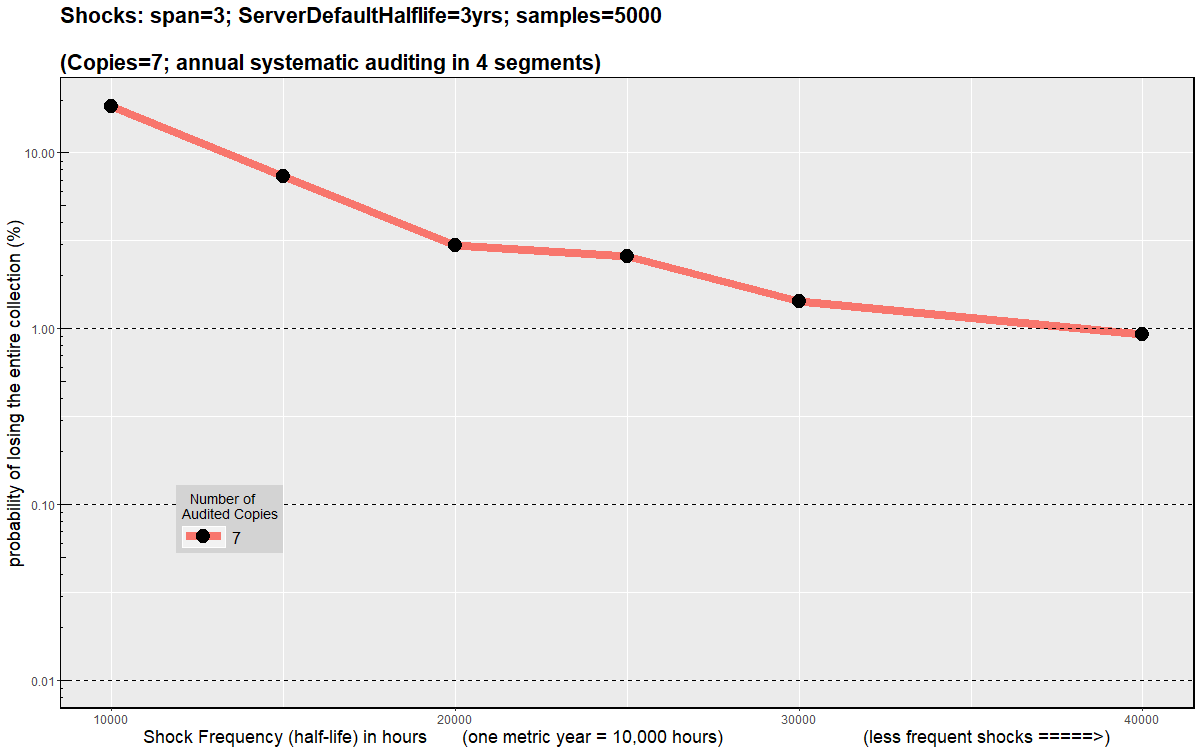 Shocks: span=3; ServerDefaultHalflife=3yrs; samples=5000
(Copies=7; annual systematic auditing in 4 segments)
probability of losing the entire collection (%)
10.00
1.00
0.10
0.01
Number of
Audited Copies
7
10000
20000
30000
40000
Shock Frequency (half-life) in hours (one metric year = 10,000 hours) (less frequent shocks =====>)